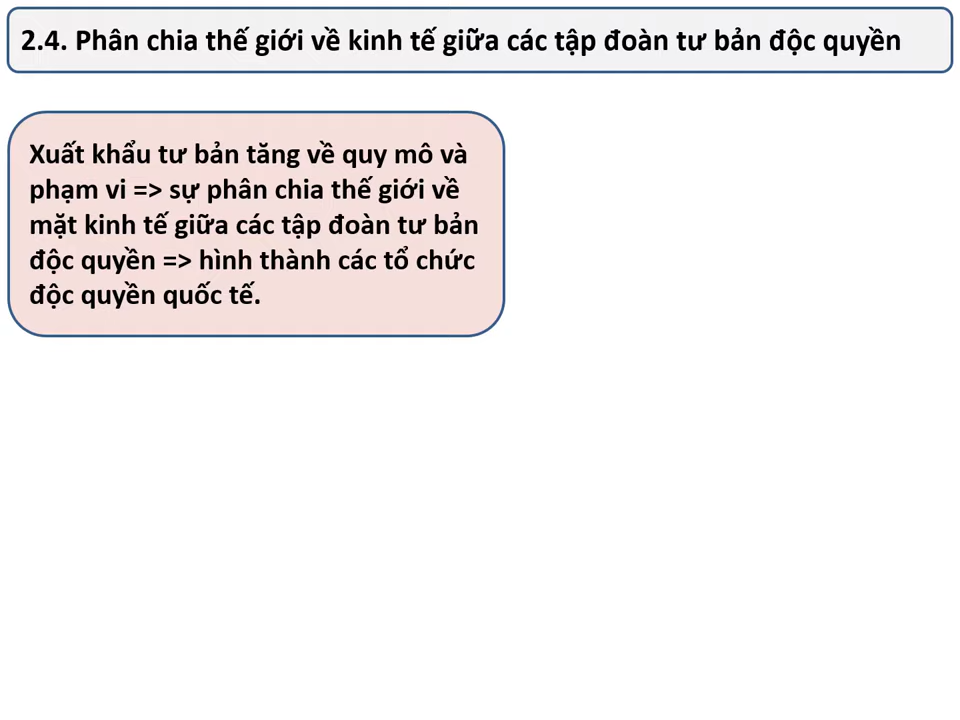 2.4. Phân chia thế giới về kinh tế giữa các tập đoàn tư bản độc quyền
Xuất khẩu tư bản tăng về quy mô và
phạm vi => sự phân chia thế giới về
mặt kinh tế giữa các tập đoàn tư bản
độc quyền => hình thành các tổ chức
độc quyền quốc tế.